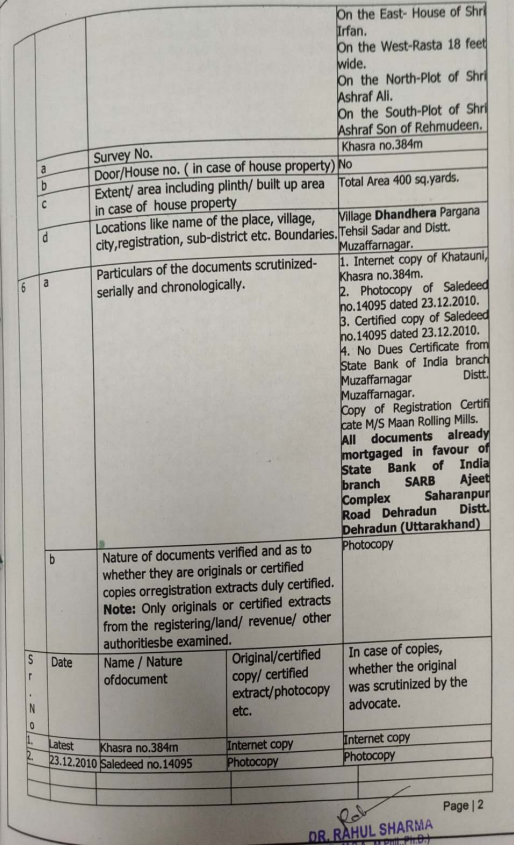 On the East- House of Shri
Irfan.
On the West-Rasta 18 feet
wide.
On the North-Plot of Shri
Ashraf Ali.
On the South-Plot of Shri
Ashraf Son of Rehmudeen.
a Survey No. Khasra no.384m
b Door/House no. ( in case of house property) No
c Extent/ area including plinth/ built up area
in case of house property
Total Area 400 sq.yards.
d Locations like name of the place, village,
city,registration, sub-district etc. Boundaries.
Village Dhandhera Pargana
Tehsil Sadar and Distt.
Muzaffarnagar.
6 a Particulars of the documents scrutinized-
serially and chronologically.
1. Internet copy of Khatauni,
Khasra no.384m.
2. Photocopy of Saledeed
no.14095 dated 23.12.2010.
3. Certified copy of Saledeed
no.14095 dated 23.12.2010.
4. No Dues Certificate from
State Bank of India branch
Muzaffarnagar Distt.
Muzaffarnagar.
Copy of Registration Certifi
cate M/S Maan Rolling Mills.
All documents already
mortgaged in favour of
State Bank of India
branch SARB Ajeet
Complex Saharanpur
Road Dehradun Distt.
Dehradun (Uttarakhand)
b Nature of documents verified and as to
whether they are originals or certified
copies orregistration extracts duly certified.
Note: Only originals or certified extracts
from the registering/land/ revenue/ other
authoritiesbe examined.
Photocopy
S
r
.
N
o
Date
Name / Nature
ofdocument
Original/certified
copy/ certified
extract/photocopy
etc.
In case of copies,
whether the original
was scrutinized by the
advocate.
1. Latest Khasra no.384m Internet copy Internet copy
2. 23.12.2010 Saledeed no.14095 Photocopy Photocopy
Page | 2
DR. RAHUL SHARMA